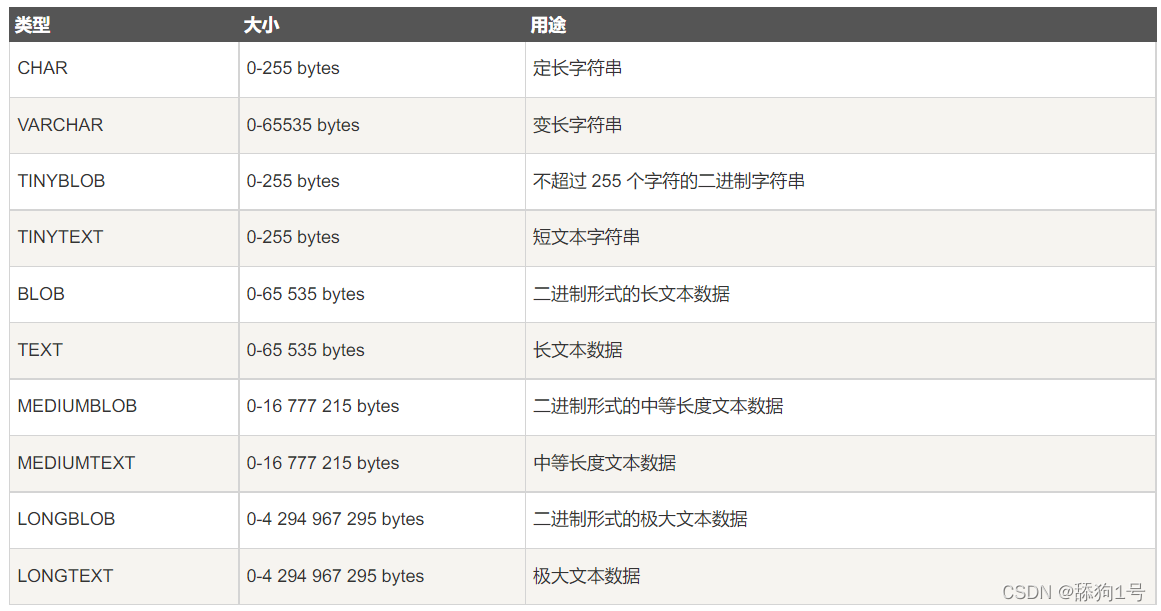 类型 大小 用途
CHAR 0-255 bytes 定长字符串
VARCHAR 0-65535 bytes 变长字符串
TINYBLOB 0-255 bytes 不超过 255 个字符的二进制字符串
TINYTEXT 0-255 bytes 短文本字符串
BLOB 0-65 535 bytes 二进制形式的长文本数据
TEXT 0-65 535 bytes 长文本数据
MEDIUMBLOB 0-16 777 215 bytes 二进制形式的中等长度文本数据
MEDIUMTEXT 0-16 777 215 bytes 中等长度文本数据
LONGBLOB 0-4 294 967 295 bytes 二进制形式的极大文本数据
LONGTEXT 0-4 294 967 295 bytes 极大文本数据
CSDN @舔狗1号